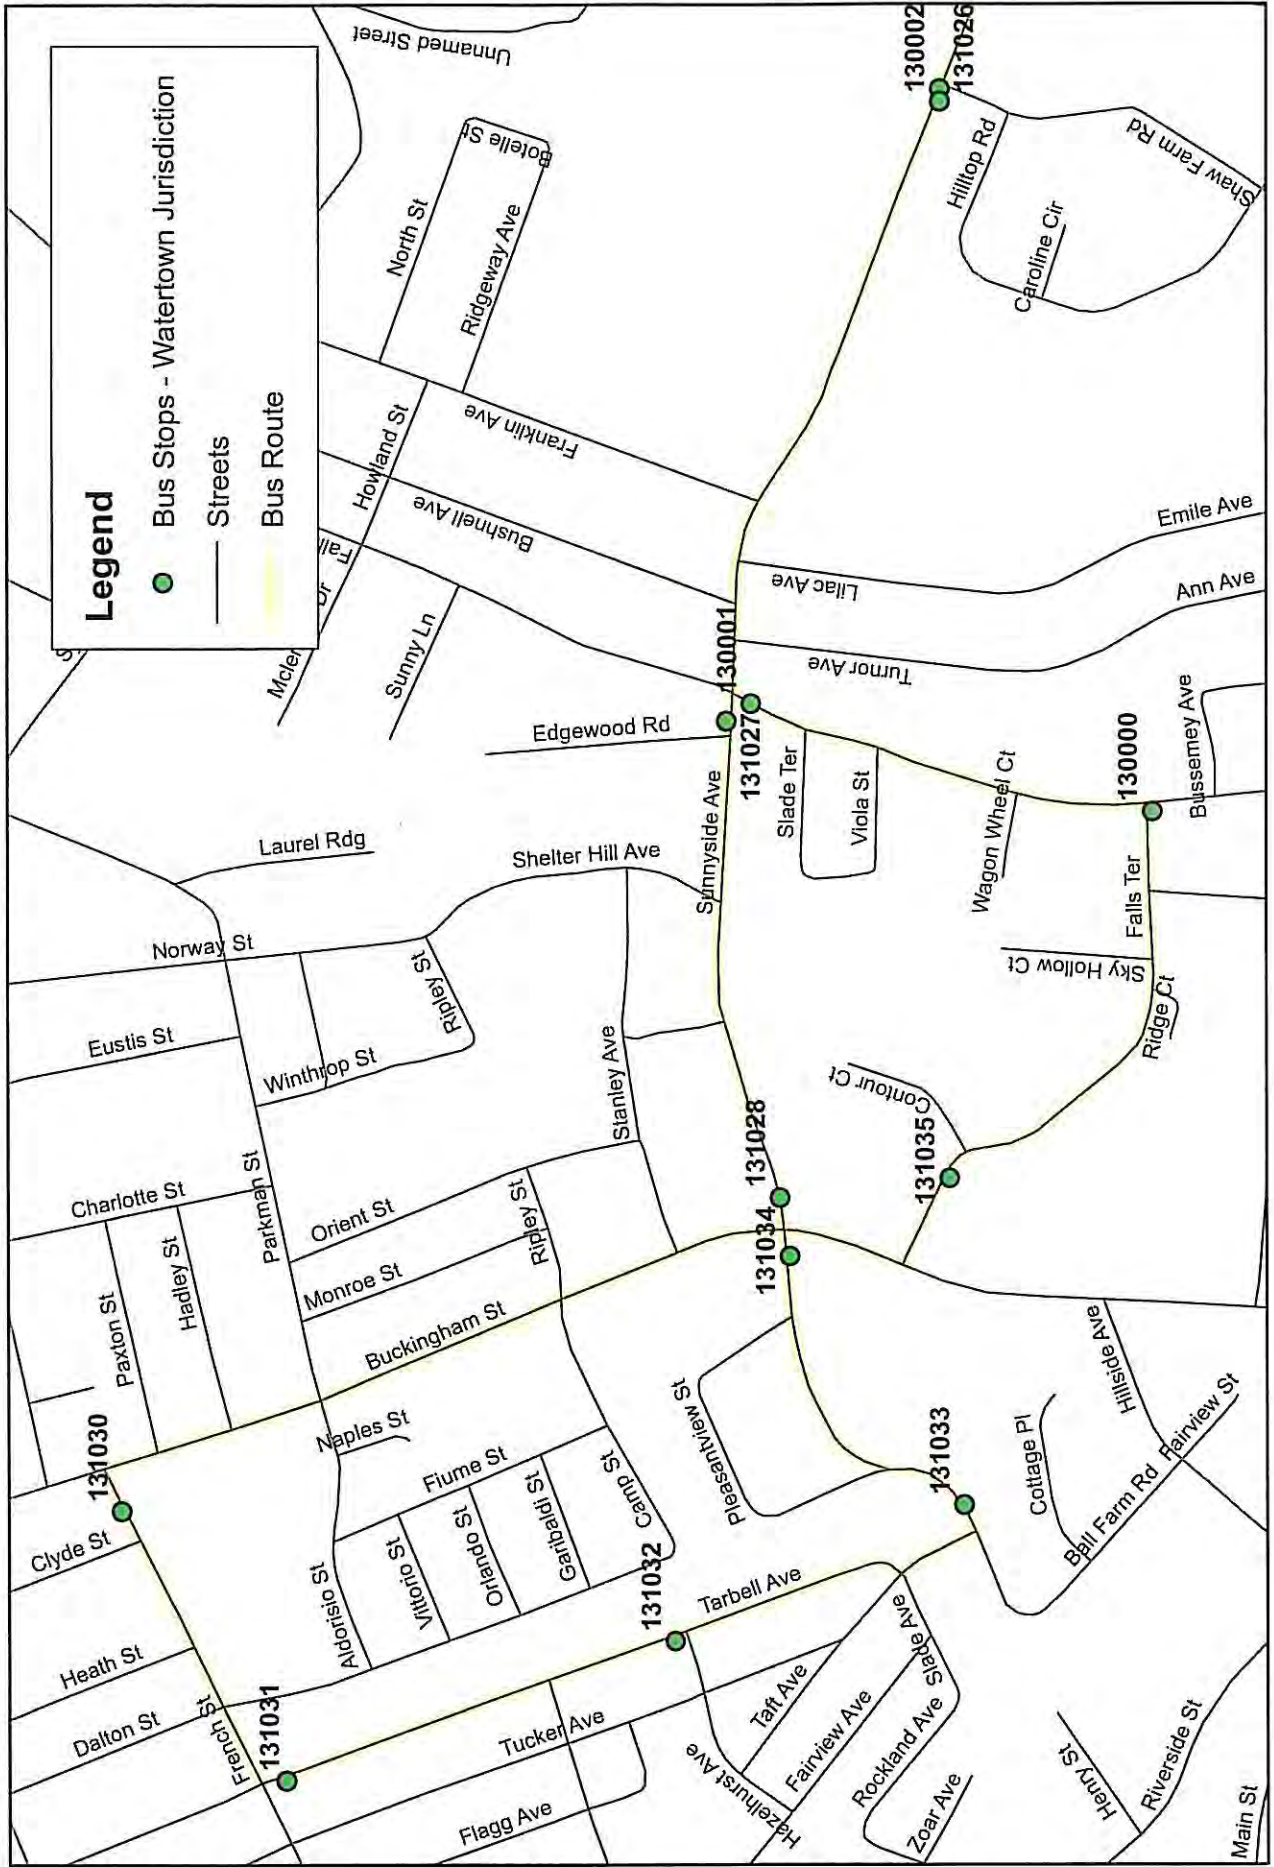 Legend
Bus Stops - Watertown Jurisdiction
Streets
Bus Route
Unnamed Street
130002
131026
Botelle St
North St
Ridgeway Ave
Hilltop Rd
Shaw Farm Rd
Caroline Cir
Howland St
Franklin Ave
Bushnell Ave
Fall
Dr
Mcler
Sunny Ln
Emile Ave
Lilac Ave
Ann Ave
130001
Turnor Ave
131027
Edgewood Rd
Bussemey Ave
130000
Slade Ter
Viola St
Wagon Wheel Ct
Sunnyside Ave
Laurel Rdg
Shelter Hill Ave
Falls Ter
Norway St
Sky Hollow Ct
Ripley St
Ridge Ct
Eustis St
Winthrop St
Stanley Ave
Contour Ct
131028
131035
Charlotte St
Parkman St
Orient St
Ripley St
131034
Hadley St
Monroe St
Paxton St
Buckingham St
Hillside Ave
131030
Naples St
Pleasantview St
131033
Fairview St
Cottage Pl
Fiume St
Camp St
Garibaldi St
Orlando St
Vittorio St
Clyde St
Ball Farm Rd
131032
Tarbell Ave
Aldorisio St
Slade Ave
Heath St
French St
131031
Dalton St
Taft Ave
Tucker Ave
Fairview Ave
Rockland Ave
Hazelhurst Ave
Henry St
Riverside St
Zoar Ave
Flagg Ave
Main St